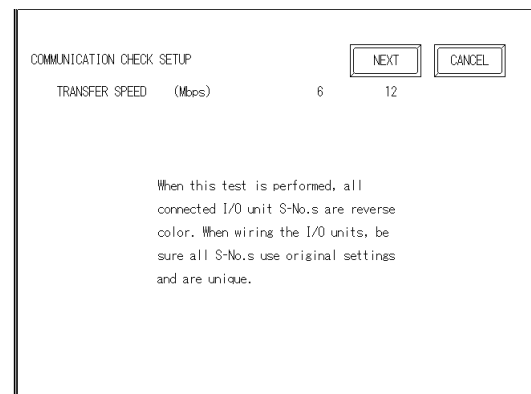 COMMUNICATION CHECK SETUP NEXT CANCEL
TRANSFER SPEED (Mbps) 6 12
When this test is performed, all
connected I/O unit S-No.s are reverse
color. When wiring the I/O units, be
sure all S-No.s use original settings
and are unique.